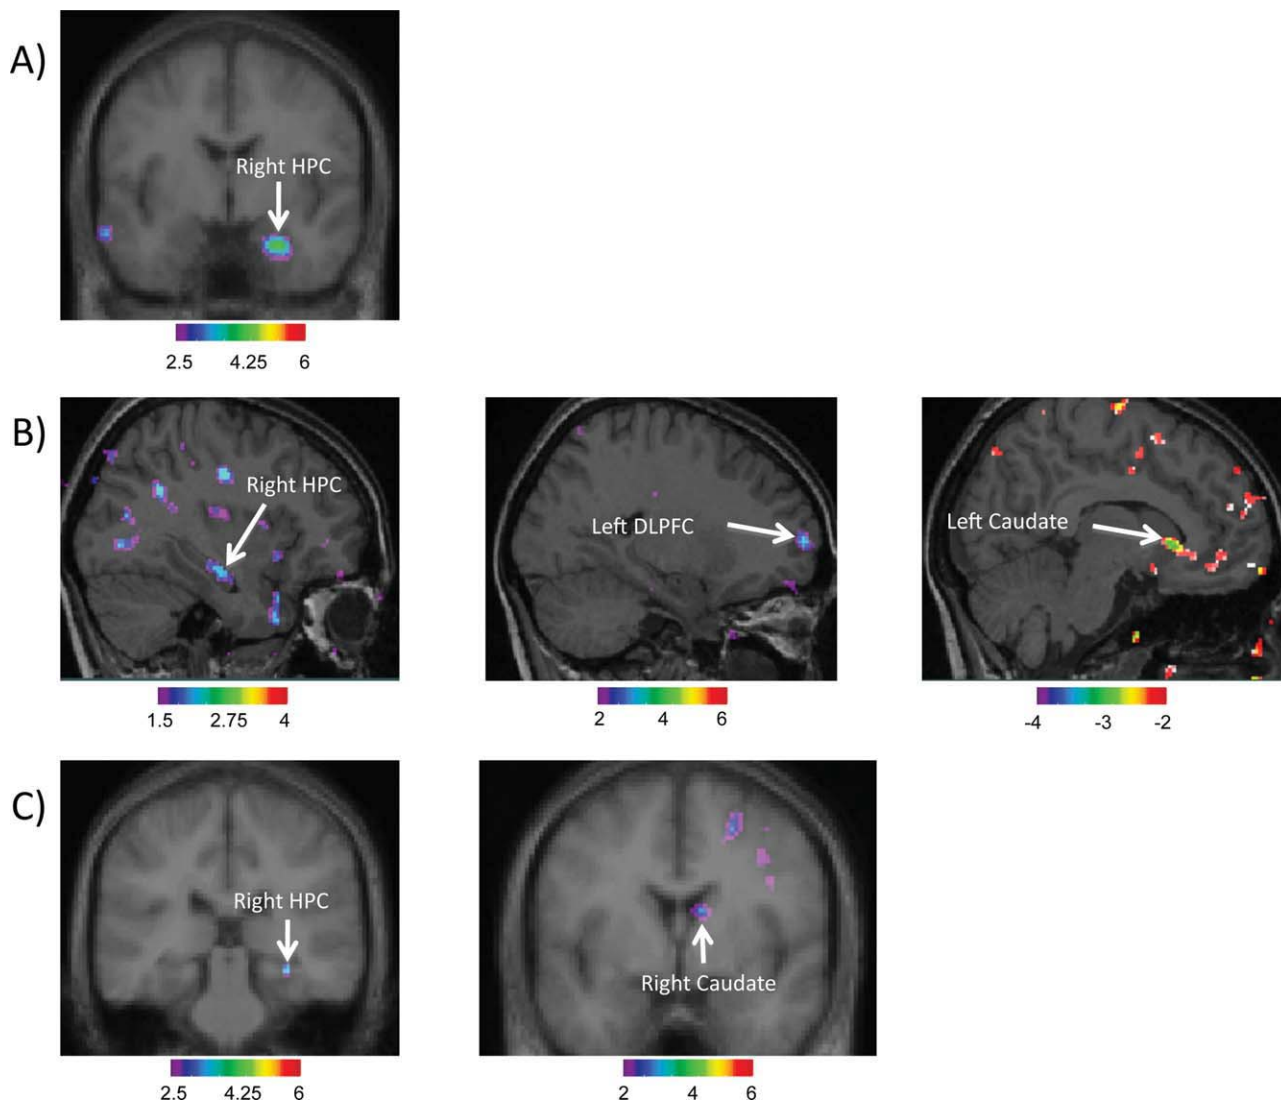 A)
Right HPC
2.5 4.25 6
B)
Right HPC
Left DLPFC
Left Caudate
1.5 2.75 4
2 4 6
-4 -3 -2
C)
Right HPC
Right Caudate
2.5 4.25 6
2 4 6